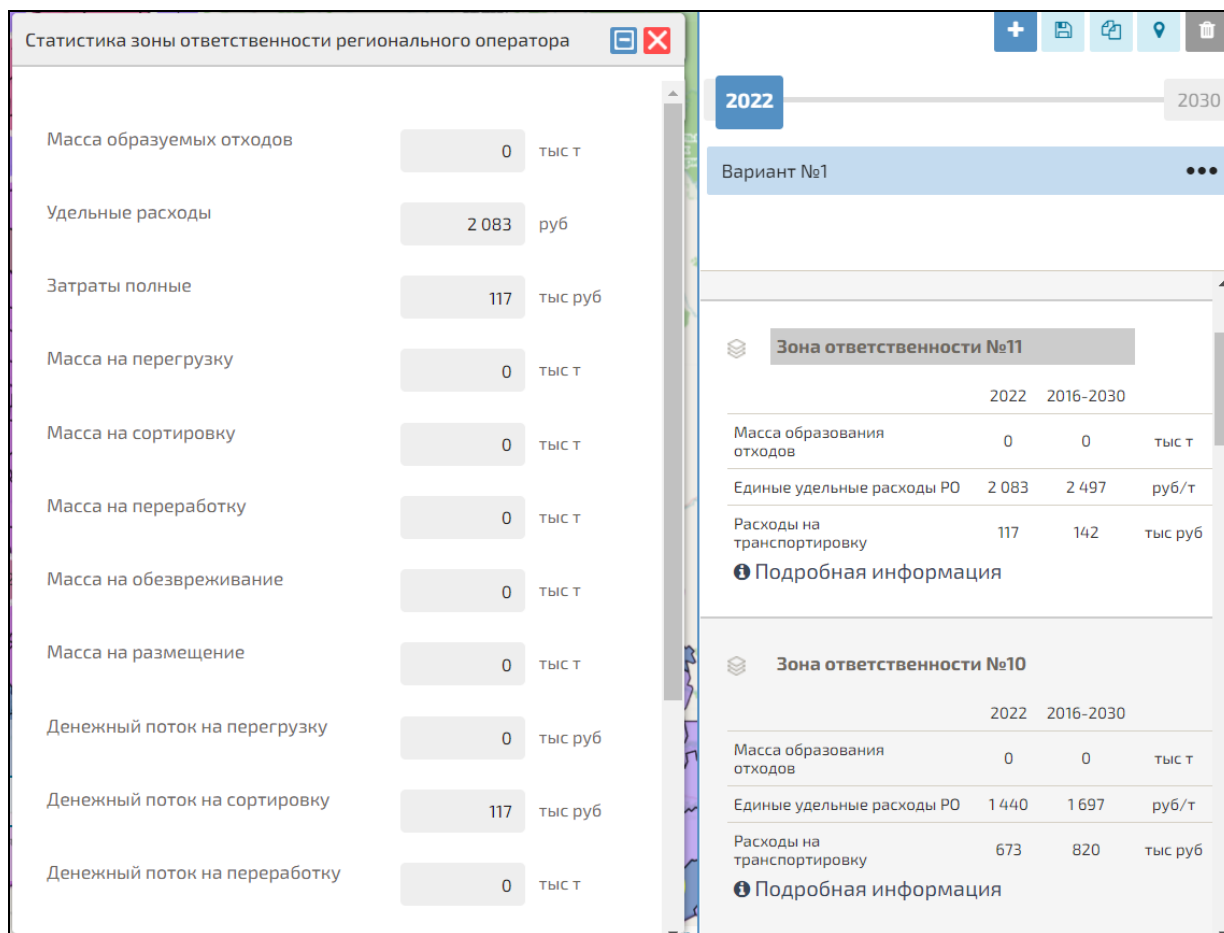 Статистика зоны ответственности регионального оператора
Масса образуемых отходов 0 тыс т
Удельные расходы 2 083 руб
Затраты полные 117 тыс руб
Масса на перегрузку 0 тыс т
Масса на сортировку 0 тыс т
Масса на переработку 0 тыс т
Масса на обезвреживание 0 тыс т
Масса на размещение 0 тыс т
Денежный поток на перегрузку 0 тыс руб
Денежный поток на сортировку 117 тыс руб
Денежный поток на переработку 0 тыс т
2022 2030
Вариант №1
Зона ответственности №11
2022 2016-2030
Масса образования
отходов 0 0 тыс т
Единые удельные расходы РО 2 083 2 497 руб/т
Расходы на
транспортировку 117 142 тыс руб
Подробная информация
Зона ответственности №10
2022 2016-2030
Масса образования
отходов 0 0 тыс т
Единые удельные расходы РО 1 440 1 697 руб/т
Расходы на
транспортировку 673 820 тыс руб
Подробная информация